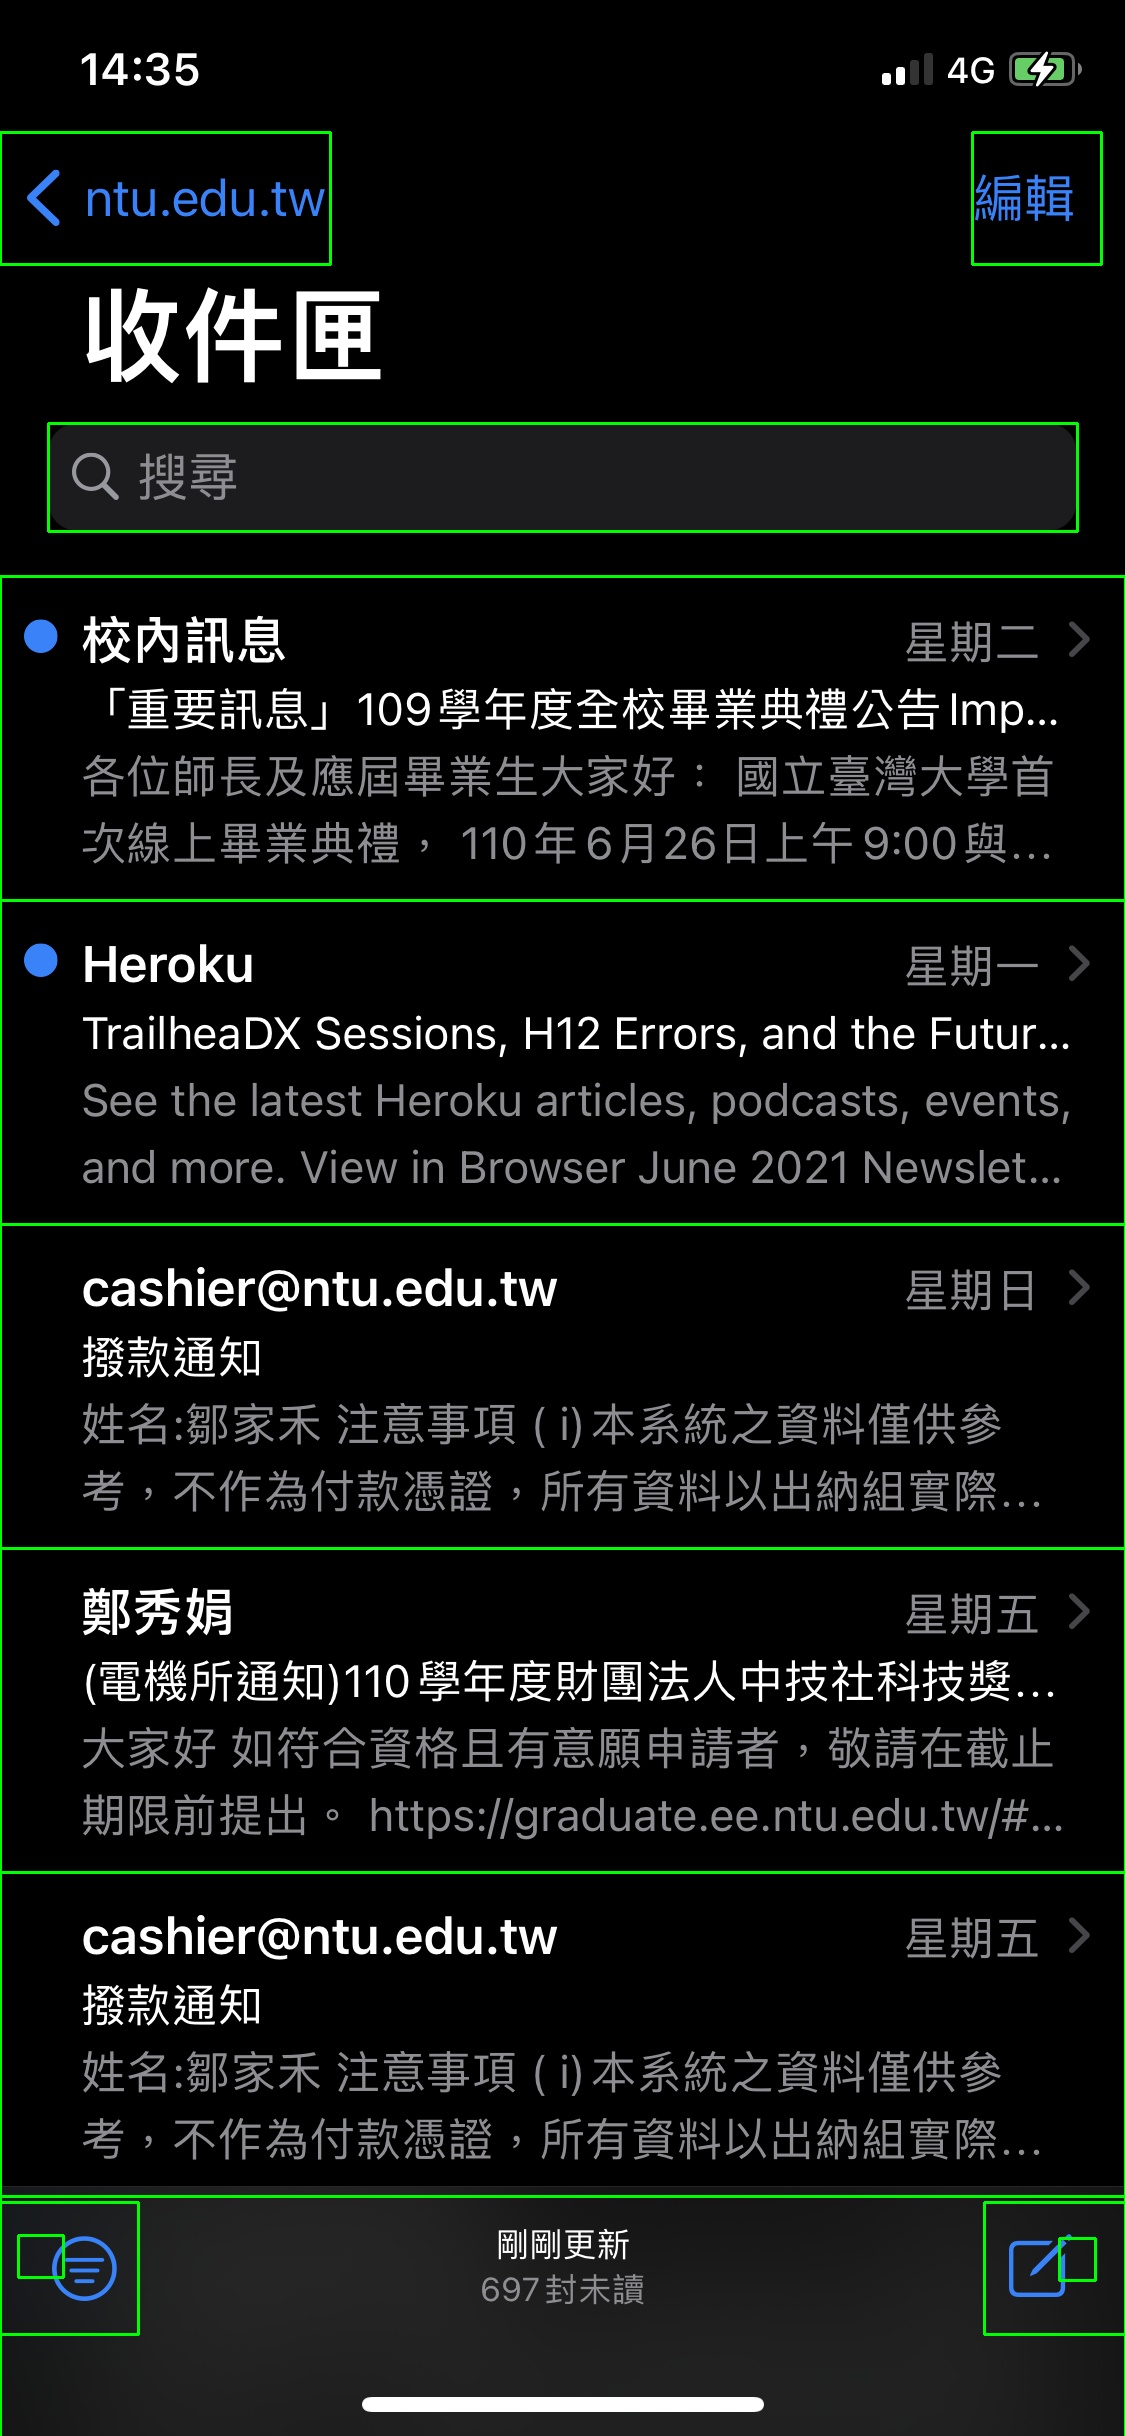 14:35
4G
ntu.edu.tw
編輯
收件匣
搜尋
校內訊息
星期二
「重要訊息」109學年度全校畢業典禮公告Imp...
各位師長及應屆畢業生大家好： 國立臺灣大學首
次線上畢業典禮， 110年6月26日上午9:00與...
Heroku
星期一
TrailheaDX Sessions, H12 Errors, and the Futur...
See the latest Heroku articles, podcasts, events,
and more. View in Browser June 2021 Newslet...
cashier@ntu.edu.tw
星期日
撥款通知
姓名:鄒家禾 注意事項 ( i)本系統之資料僅供參
考，不作為付款憑證，所有資料以出納組實際...
鄭秀娟
星期五
(電機所通知)110學年度財團法人中技社科技獎...
大家好 如符合資格且有意願申請者，敬請在截止
期限前提出。 https://graduate.ee.ntu.edu.tw/#...
cashier@ntu.edu.tw
星期五
撥款通知
姓名:鄒家禾 注意事項 ( i)本系統之資料僅供參
考，不作為付款憑證，所有資料以出納組實際...
剛剛更新
697封未讀